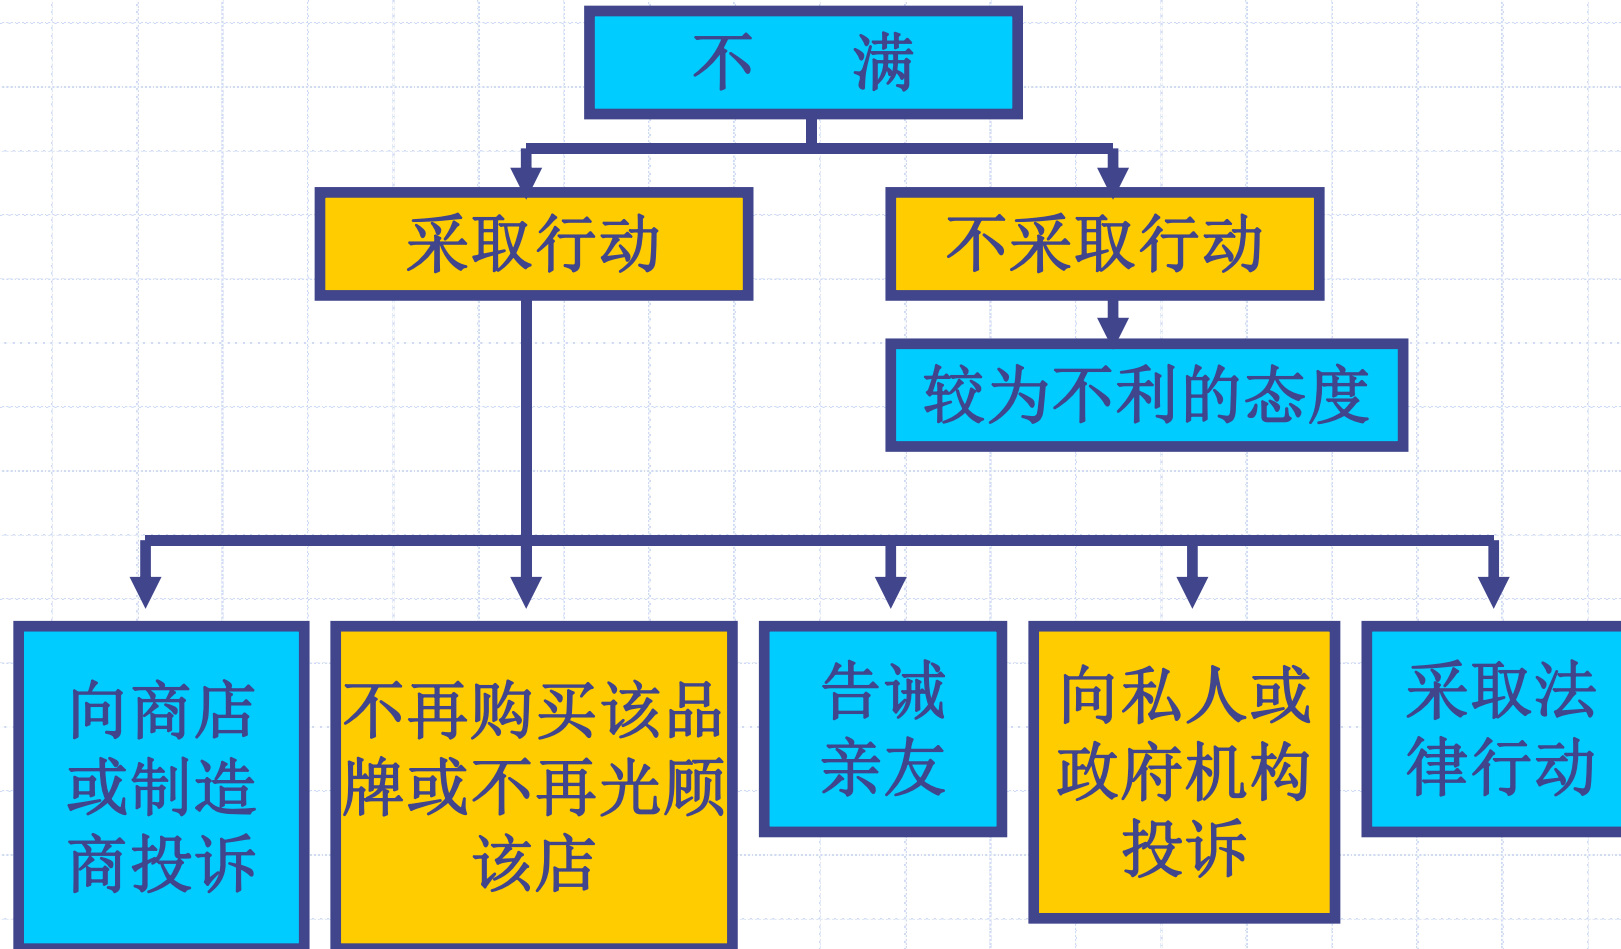 不 满
采取行动
不采取行动
较为不利的态度
向商店
或制造
商投诉
不再购买该品
牌或不再光顾
该店
告诫
亲友
向私人或
政府机构
投诉
采取法
律行动